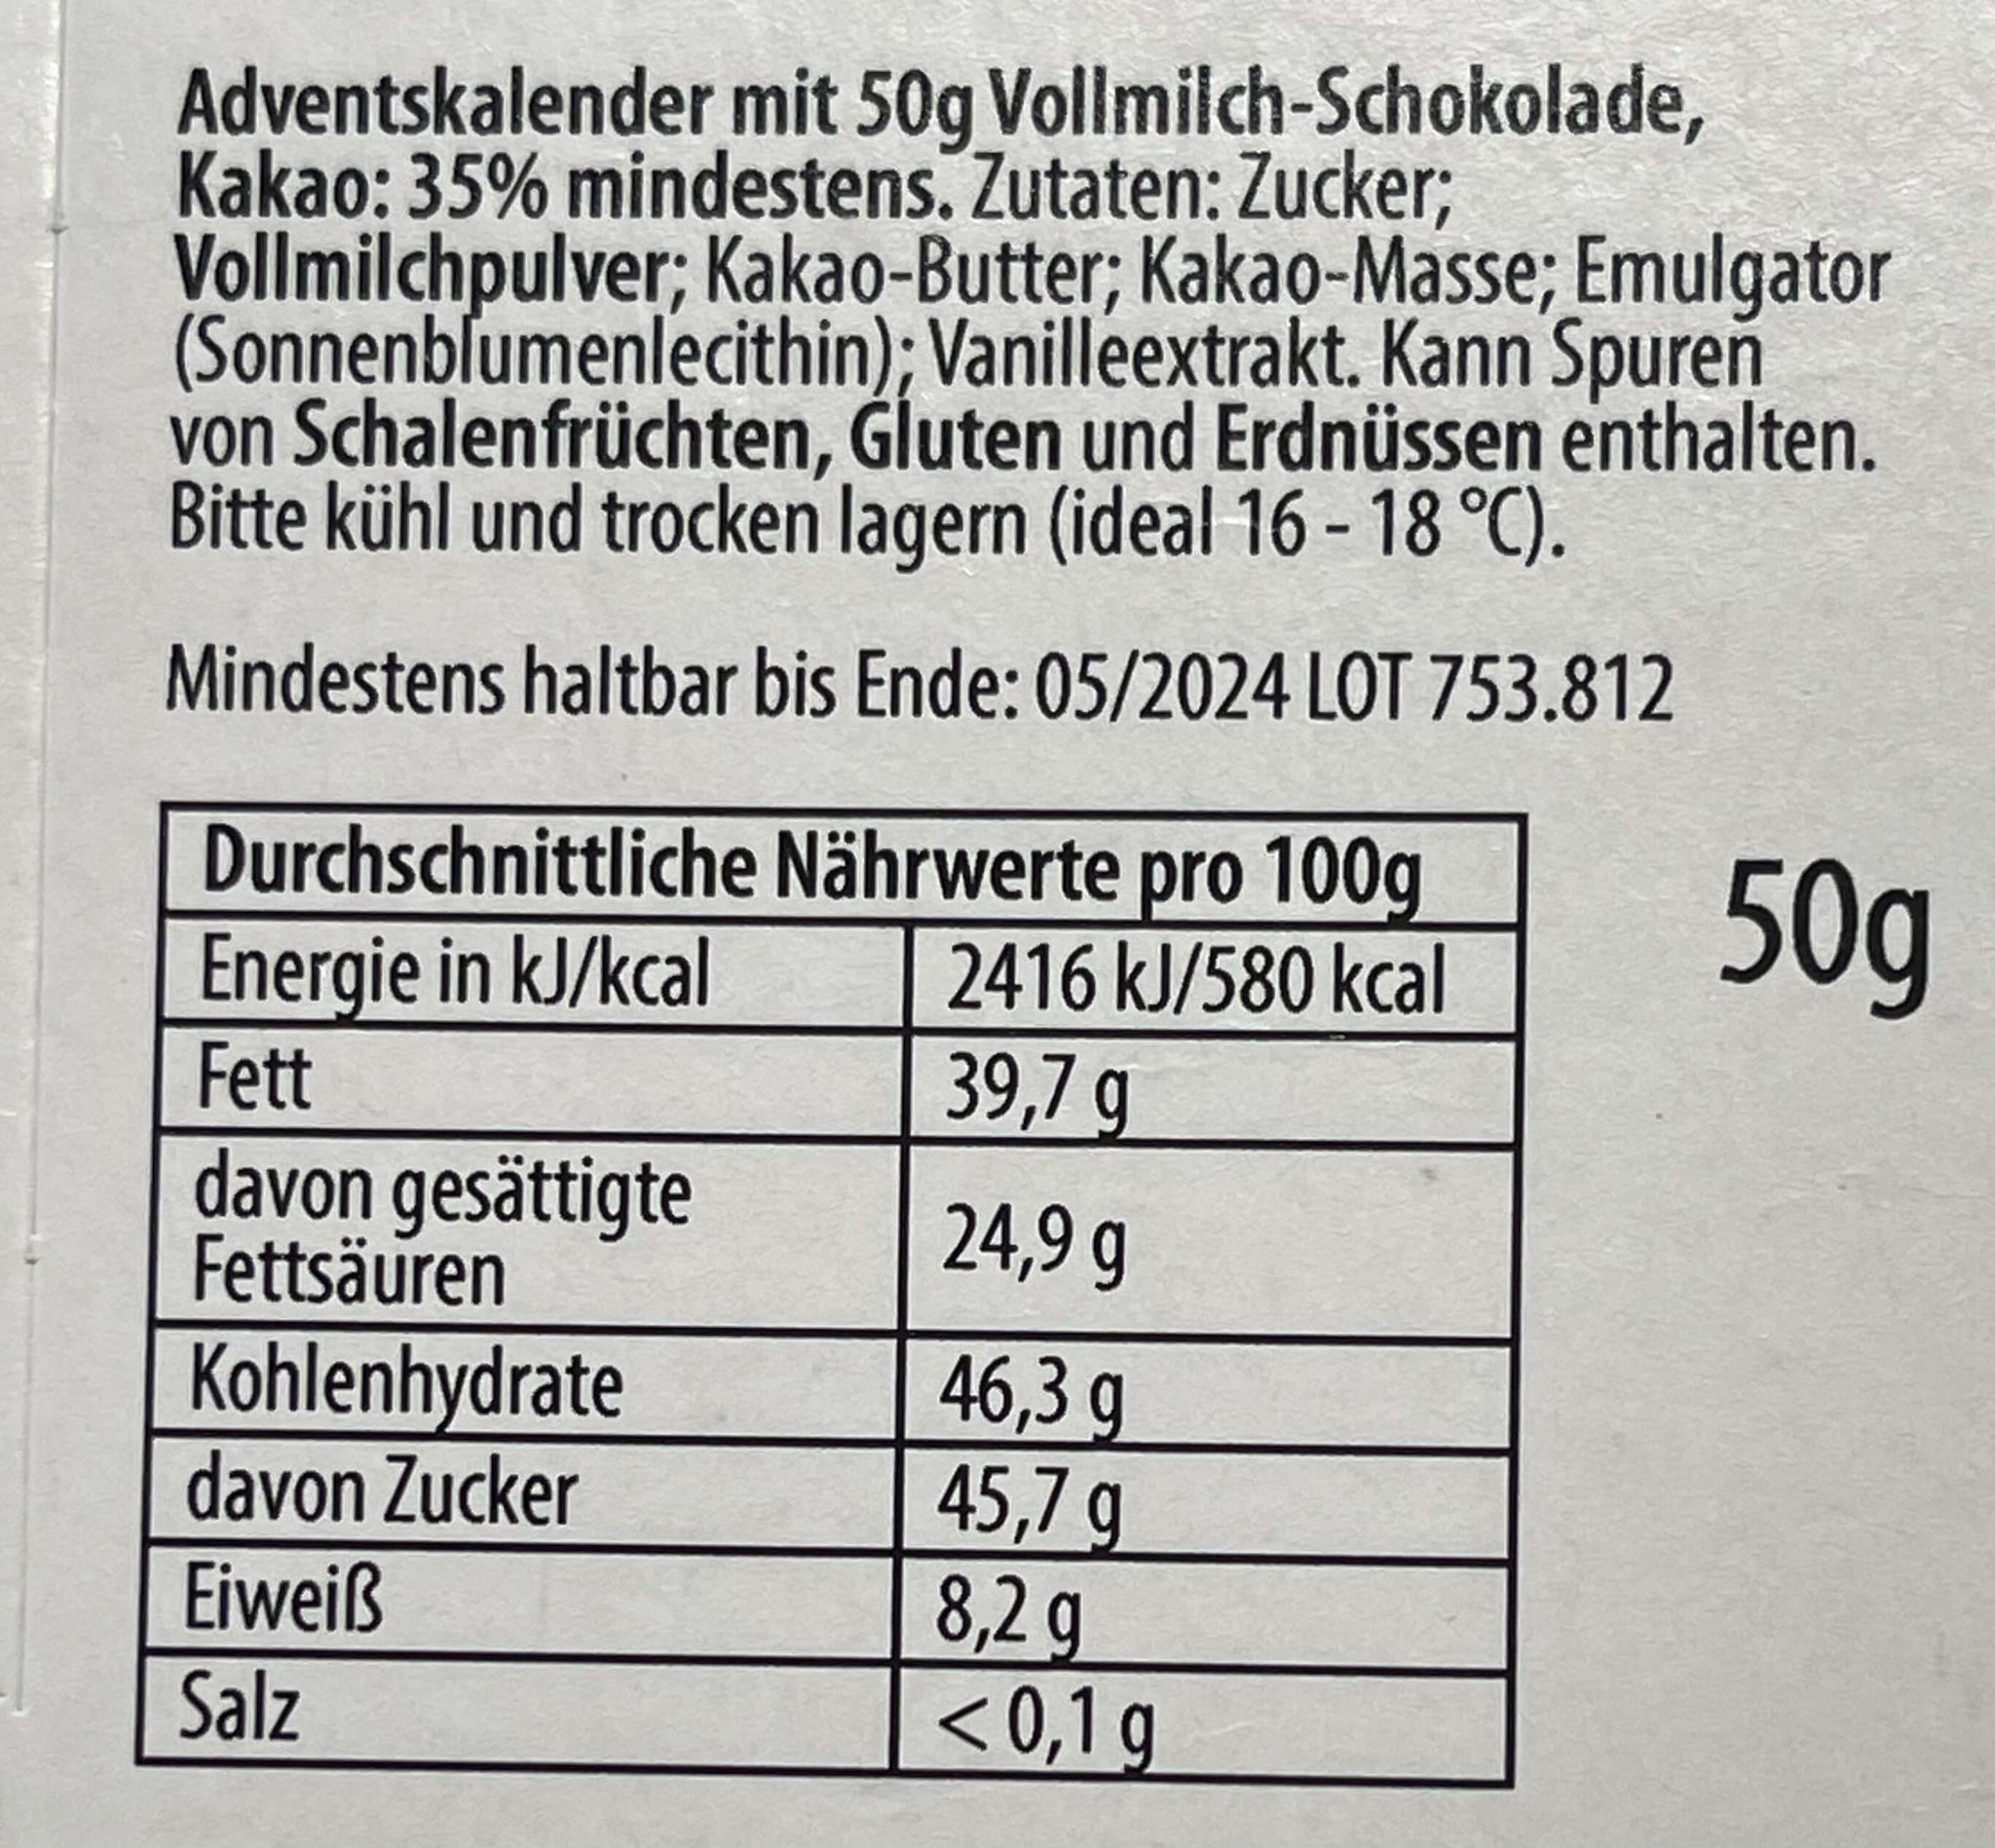 Adventskalender mit 50g Vollmilch-Schokolade,
Kakao: 35% mindestens. Zutaten: Zucker;
Vollmilchpulver; Kakao-Butter; Kakao-Masse; Emulgator
(Sonnenblumenlecithin); Vanilleextrakt. Kann Spuren
von Schalenfrüchten, Gluten und Erdnüssen enthalten.
Bitte kühl und trocken lagern (ideal 16 - 18 °C).
Mindestens haltbar bis Ende: 05/2024 LOT 753.812
Durchschnittliche Nährwerte pro 100g
Energie in kJ/kcal 2416 kJ/580 kcal
Fett 39,7 g
davon gesättigte
Fettsäuren 24,9 g
Kohlenhydrate 46,3 g
davon Zucker 45,7 g
Eiweiß 8,2 g
Salz < 0,1 g
50g